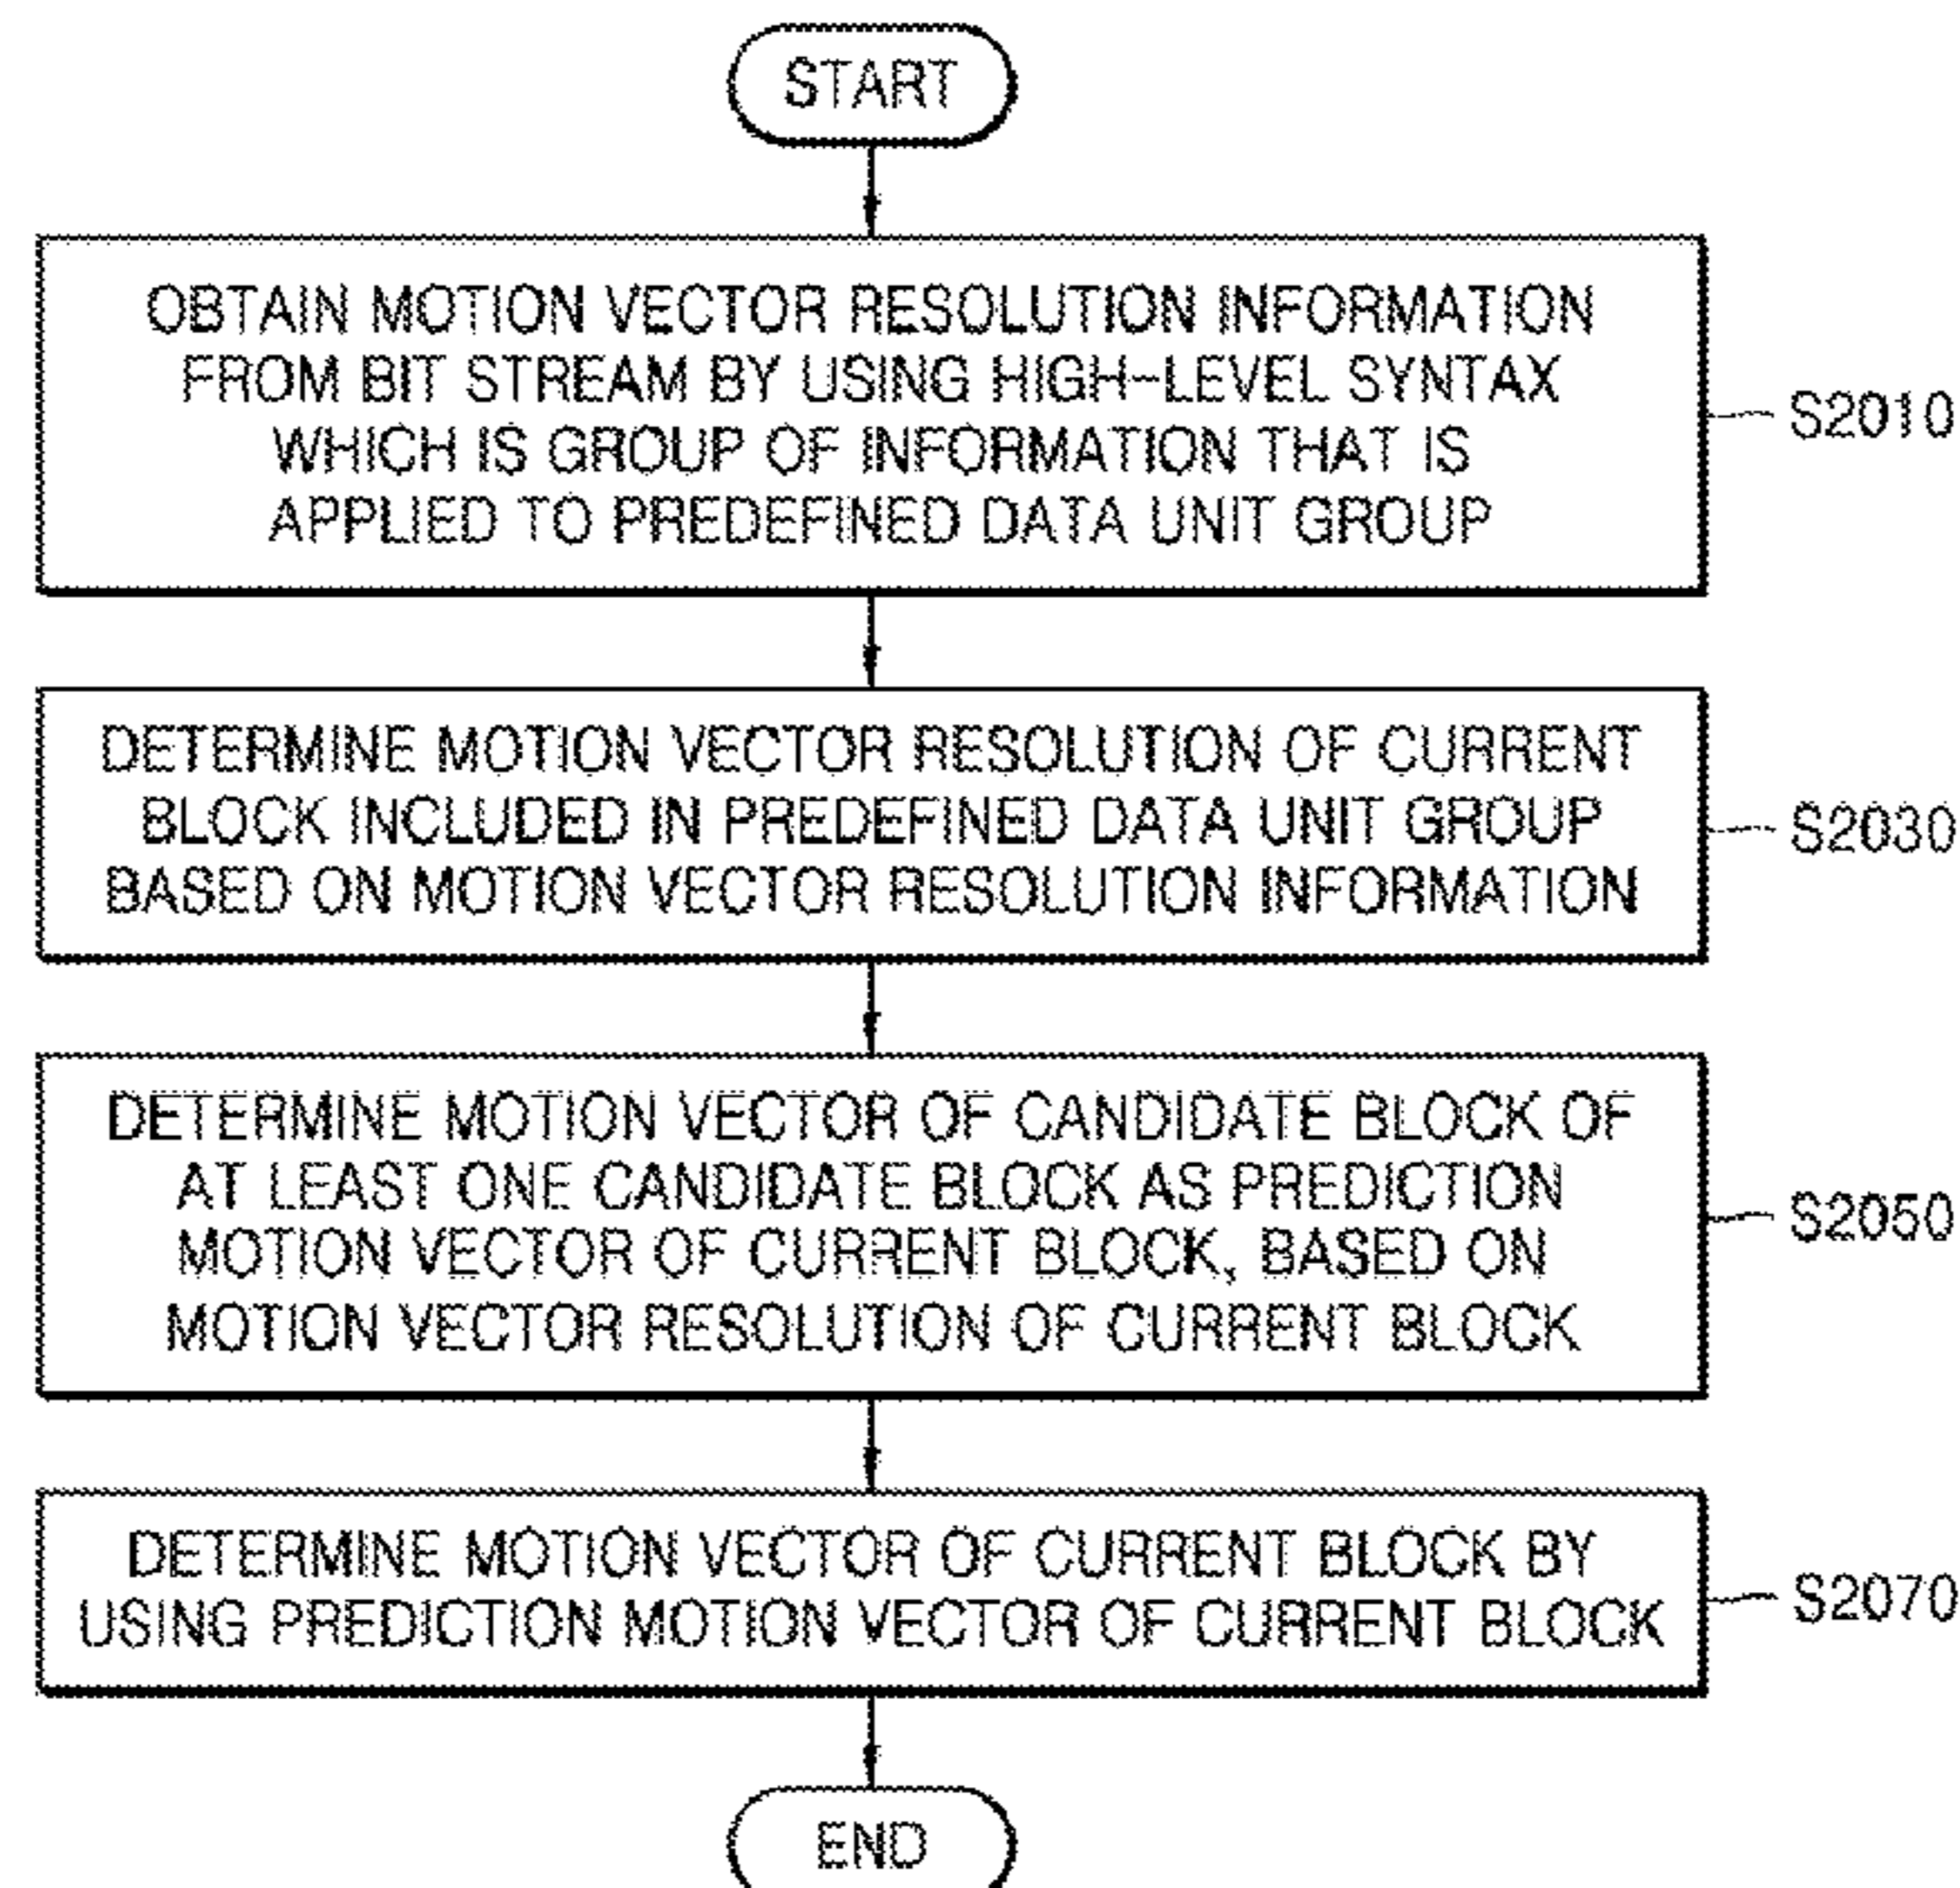 START
OBTAIN MOTION VECTOR RESOLUTION INFORMATION
FROM BIT STREAM BY USING HIGH-LEVEL SYNTAX
WHICH IS GROUP OF INFORMATION THAT IS
APPLIED TO PREDEFINED DATA UNIT GROUP
S2010
DETERMINE MOTION VECTOR RESOLUTION OF CURRENT
BLOCK INCLUDED IN PREDEFINED DATA UNIT GROUP
BASED ON MOTION VECTOR RESOLUTION INFORMATION
S2030
DETERMINE MOTION VECTOR OF CANDIDATE BLOCK OF
AT LEAST ONE CANDIDATE BLOCK AS PREDICTION
MOTION VECTOR OF CURRENT BLOCK, BASED ON
MOTION VECTOR RESOLUTION OF CURRENT BLOCK
S2050
DETERMINE MOTION VECTOR OF CURRENT BLOCK BY
USING PREDICTION MOTION VECTOR OF CURRENT BLOCK
S2070
END